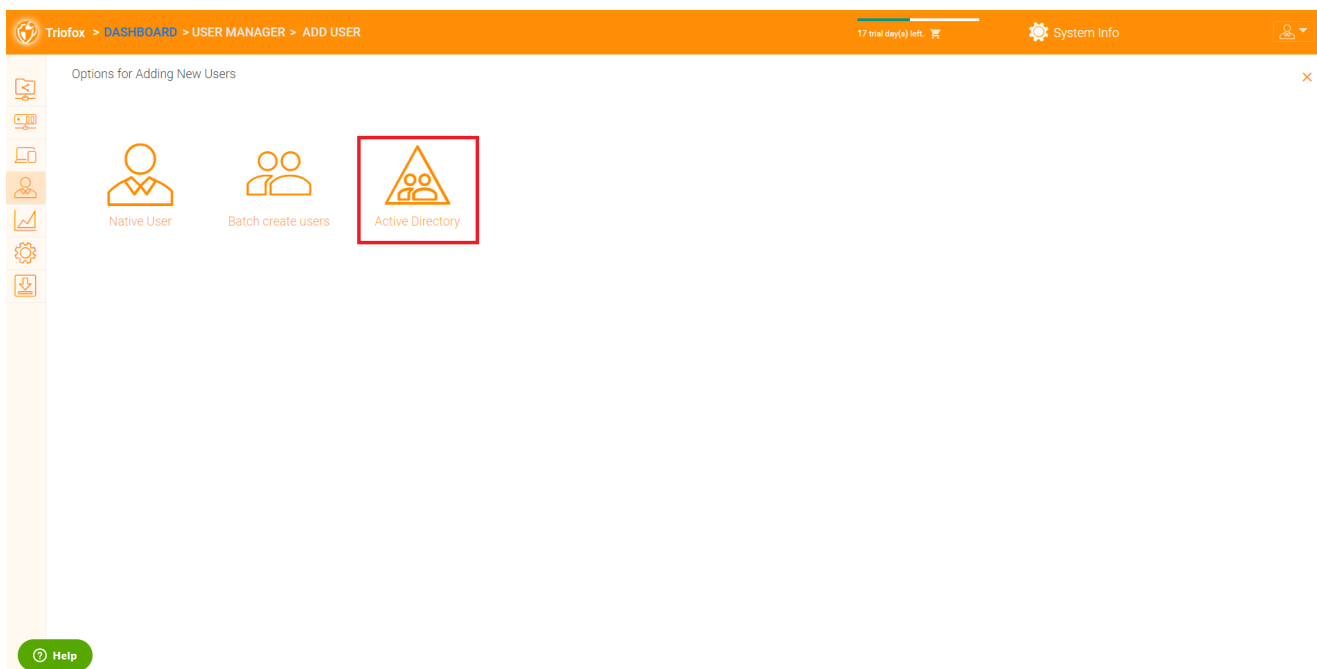 Triofox > DASHBOARD > USER MANAGER > ADD USER
17 trial day(s) left.
System Info
Options for Adding New Users
Native User
Batch create users
Active Directory
Help